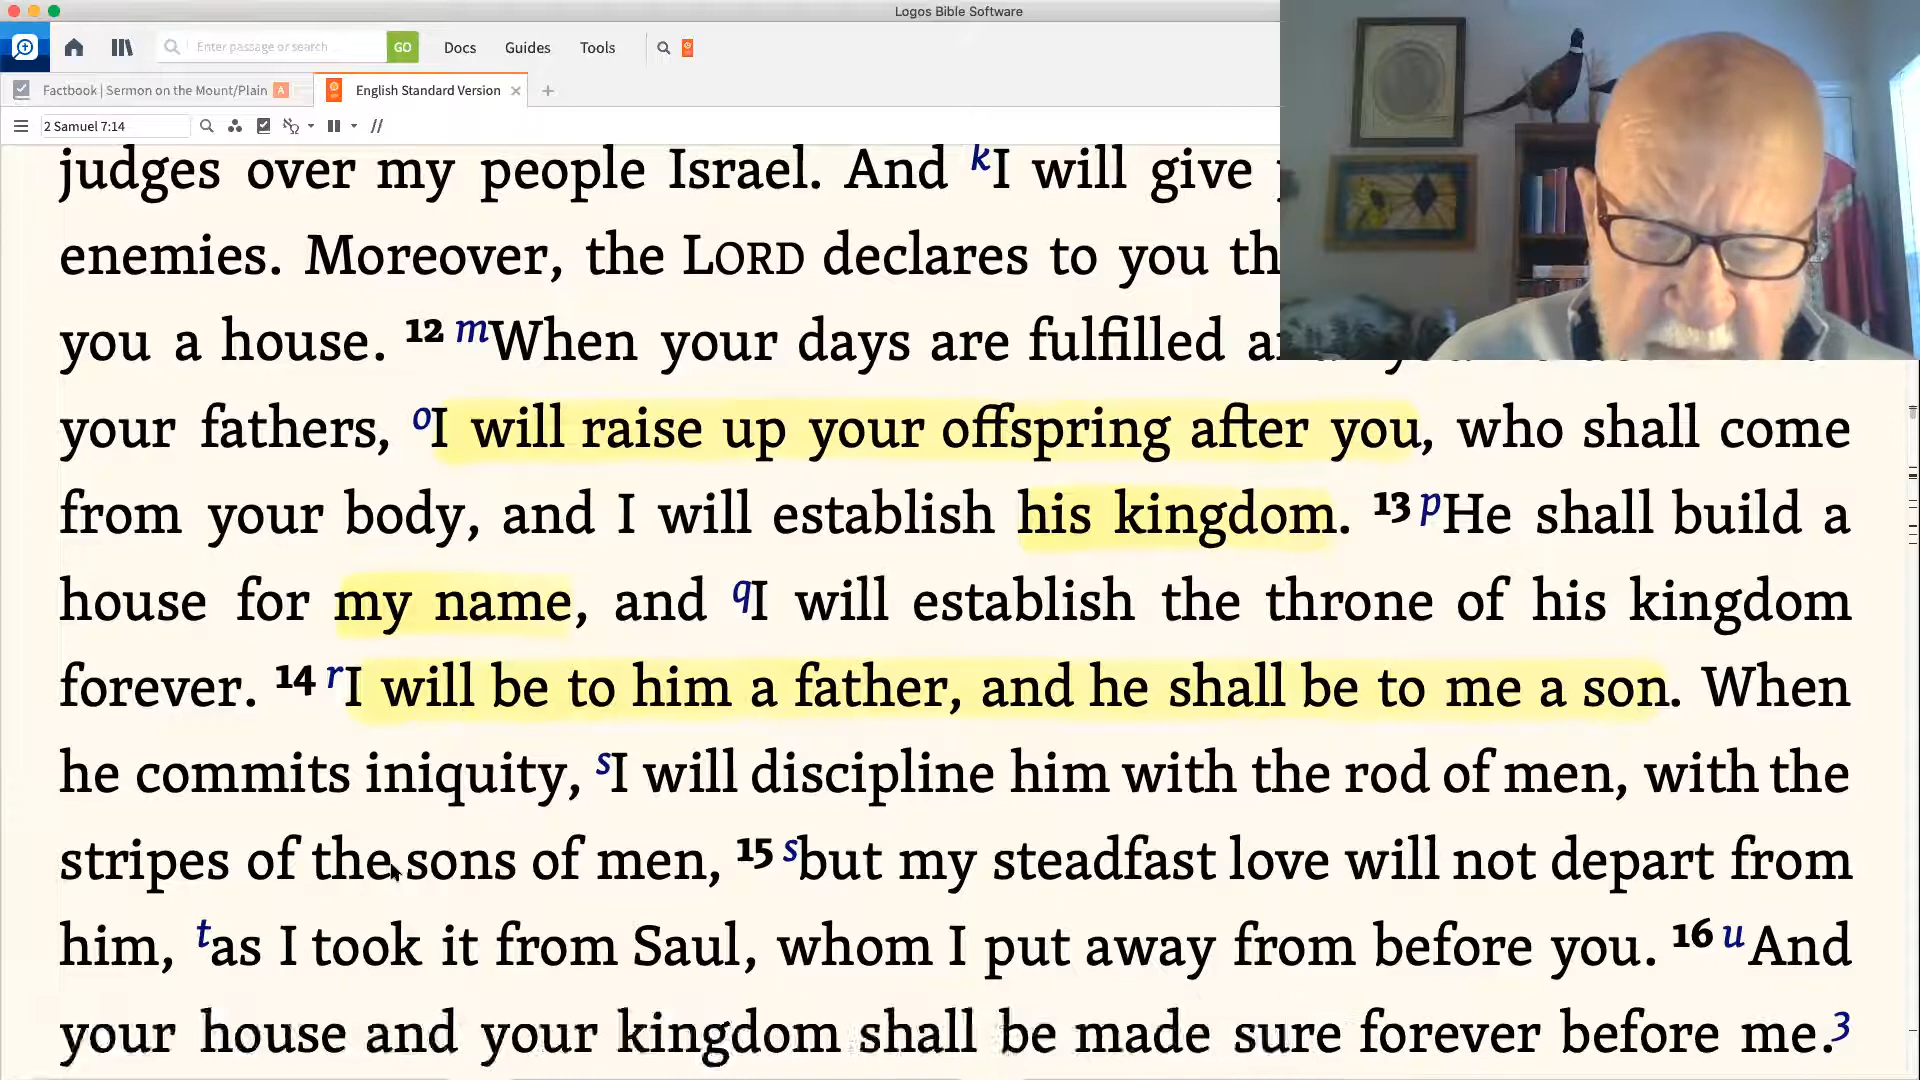 Logos Bible Software
Enter passage or search ...
GO
Docs
Guides
Tools
Factbook | Sermon on the Mount/Plain A
English Standard Version
2 Samuel 7:14
judges over my people Israel. And kI will give
enemies. Moreover, the LORD declares to you
you a house. 12 mWhen your days are fulfilled
your fathers, oI will raise up your offspring after you, who shall come
from your body, and I will establish his kingdom. 13 pHe shall build a
house for my name, and qI will establish the throne of his kingdom
forever. 14 rI will be to him a father, and he shall be to me a son. When
he commits iniquity, sI will discipline him with the rod of men, with the
stripes of the sons of men, 15 sbut my steadfast love will not depart from
him, tas I took it from Saul, whom I put away from before you. 16 uAnd
your house and your kingdom shall be made sure forever before me.3